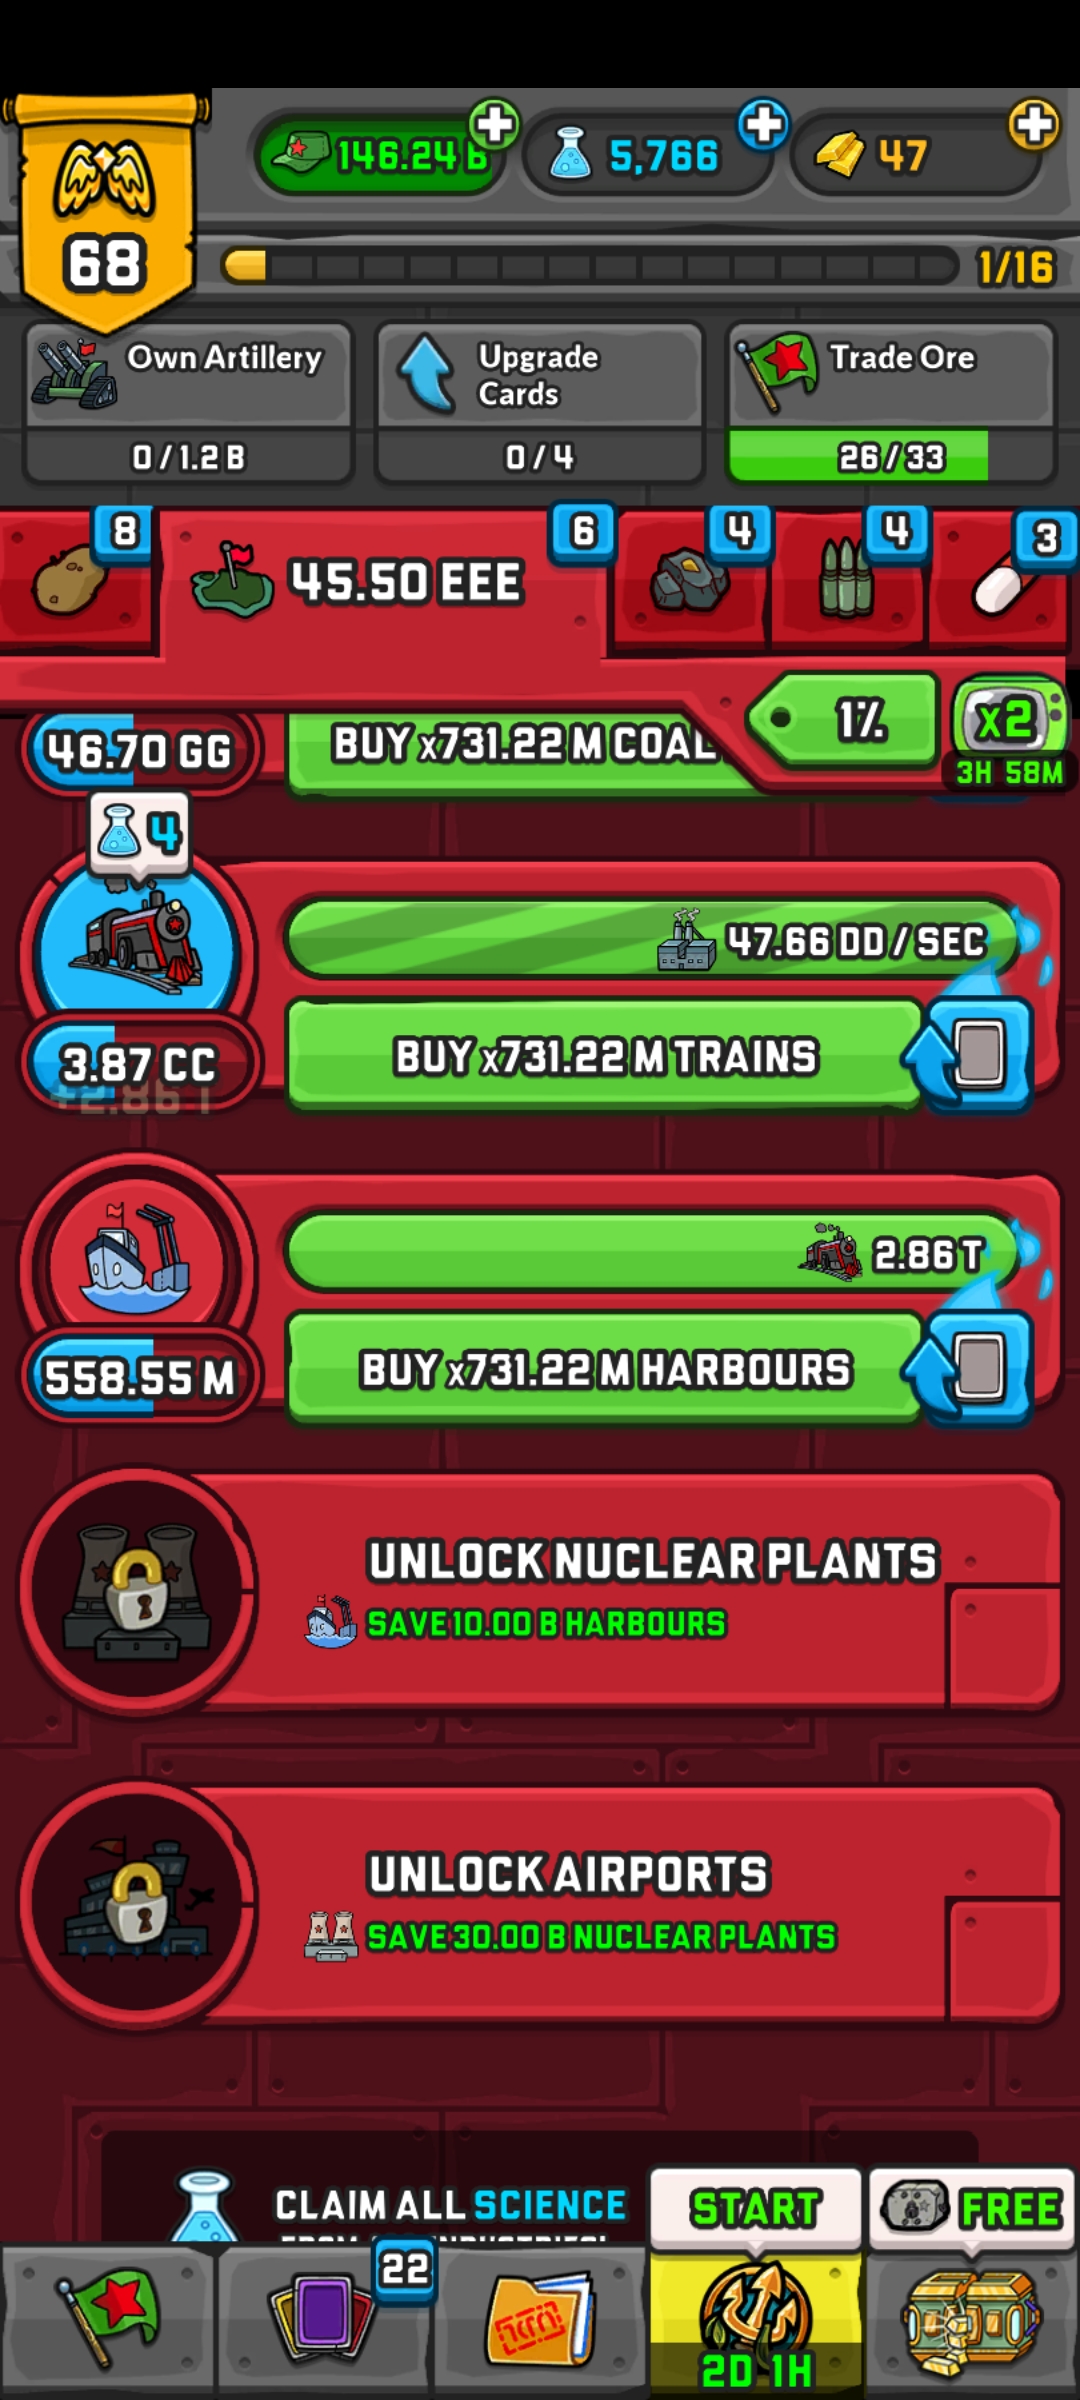 146.24 B
5,766
47
68
1/16
Own Artillery
0 / 1.2 B
Upgrade
Cards
0 / 4
Trade Ore
26 / 33
8
45.50 EEE
6
4
4
3
1%
x2
3H 58M
46.70 GG
BUY x731.22 M COAL
4
47.66 DD / SEC
3.87 CC
+2.86 T
BUY x731.22 M TRAINS
2.86 T
558.55 M
BUY x731.22 M HARBOURS
UNLOCK NUCLEAR PLANTS
SAVE 10.00 B HARBOURS
UNLOCK AIRPORTS
SAVE 30.00 B NUCLEAR PLANTS
CLAIM ALL SCIENCE
START
FREE
22
2D 1H